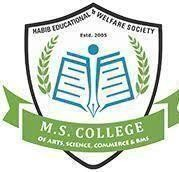 HABIB EDUCATIONAL & WELFARE SOCIETY
Estd. 2005
M.S. COLLEGE
OF ARTS, SCIENCE, COMMERCE & BMS